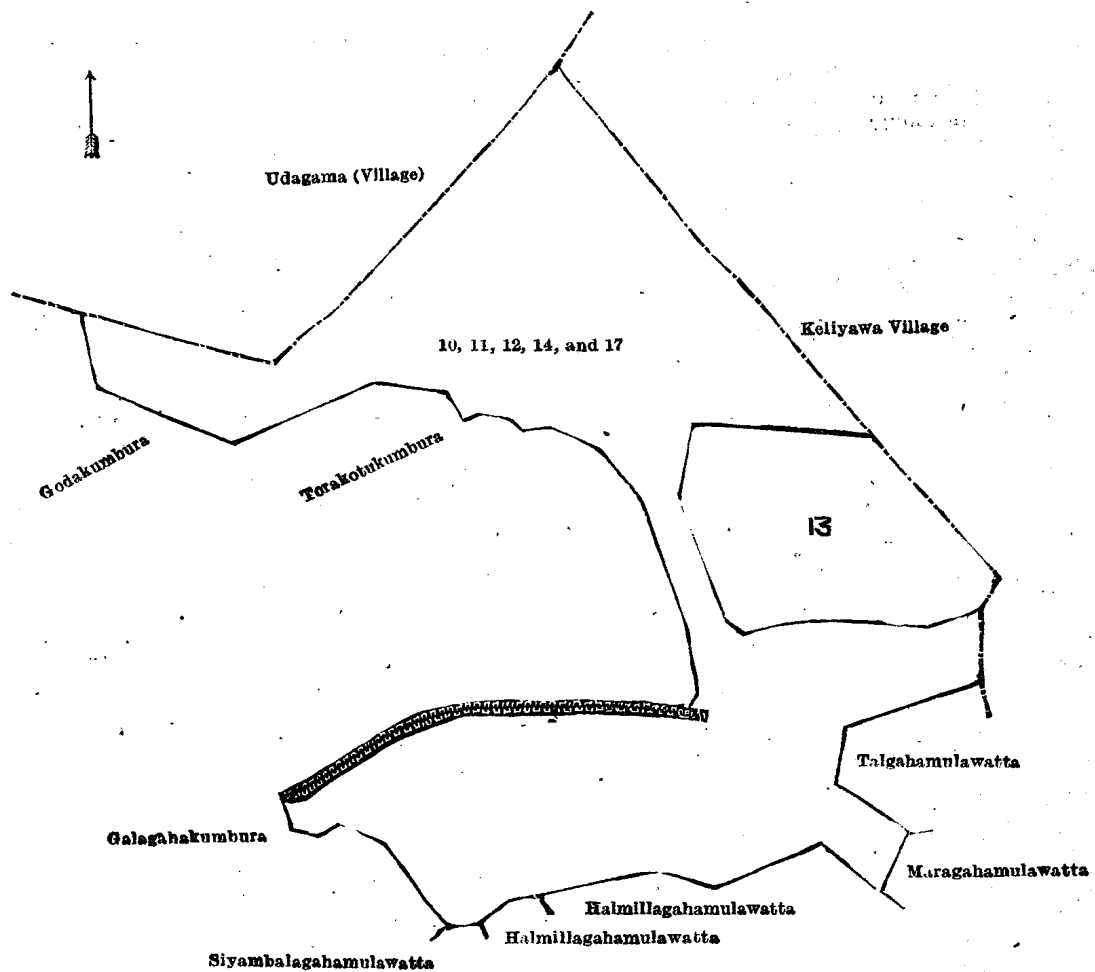 Udagama (Village)
Keliyawa Village
10, 11, 12, 14, and 17
Godakumbura
Torakotukumbura
13
Talgahamulawatta
Galagahakumbura
Maragahamulawatta
Halmillagahamulawatta
Halmillagahamulawatta
Siyambalagahamulawatta